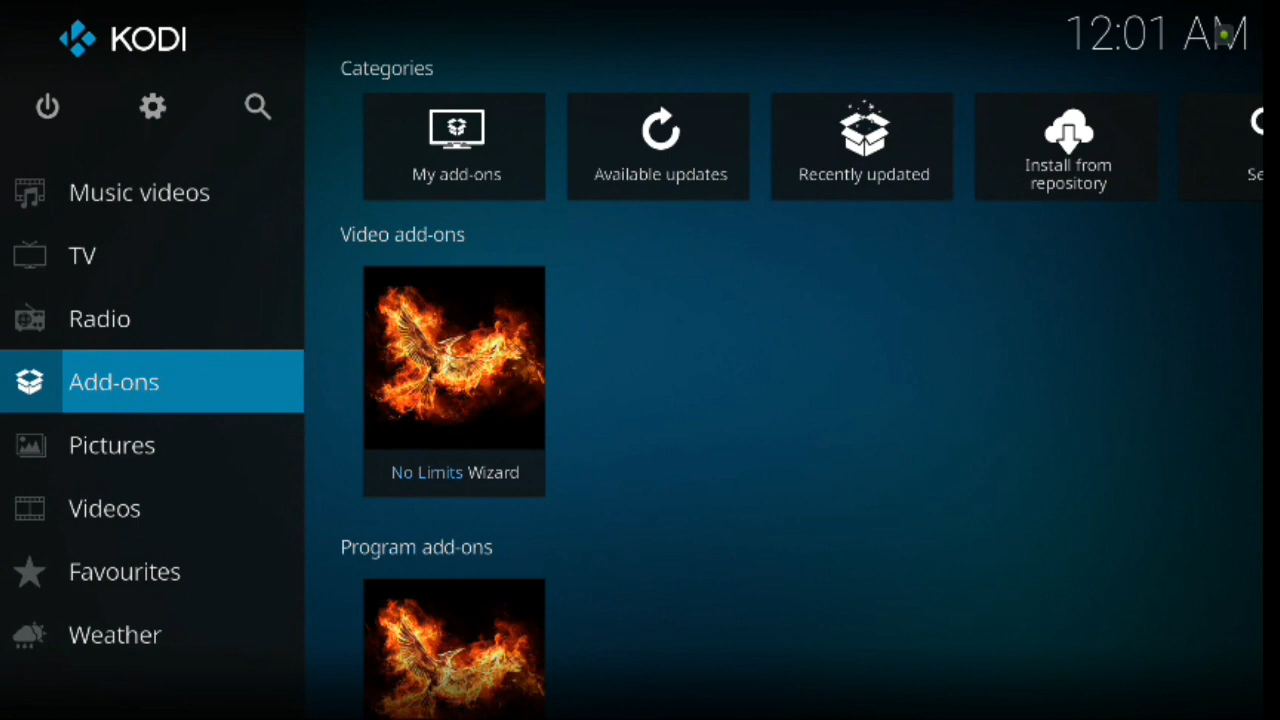 KODI
12:01 AM
Categories
My add-ons
Available updates
Recently updated
Install from
repository
Music videos
TV
Radio
Add-ons
Pictures
Videos
Favourites
Weather
Video add-ons
No Limits Wizard
Program add-ons